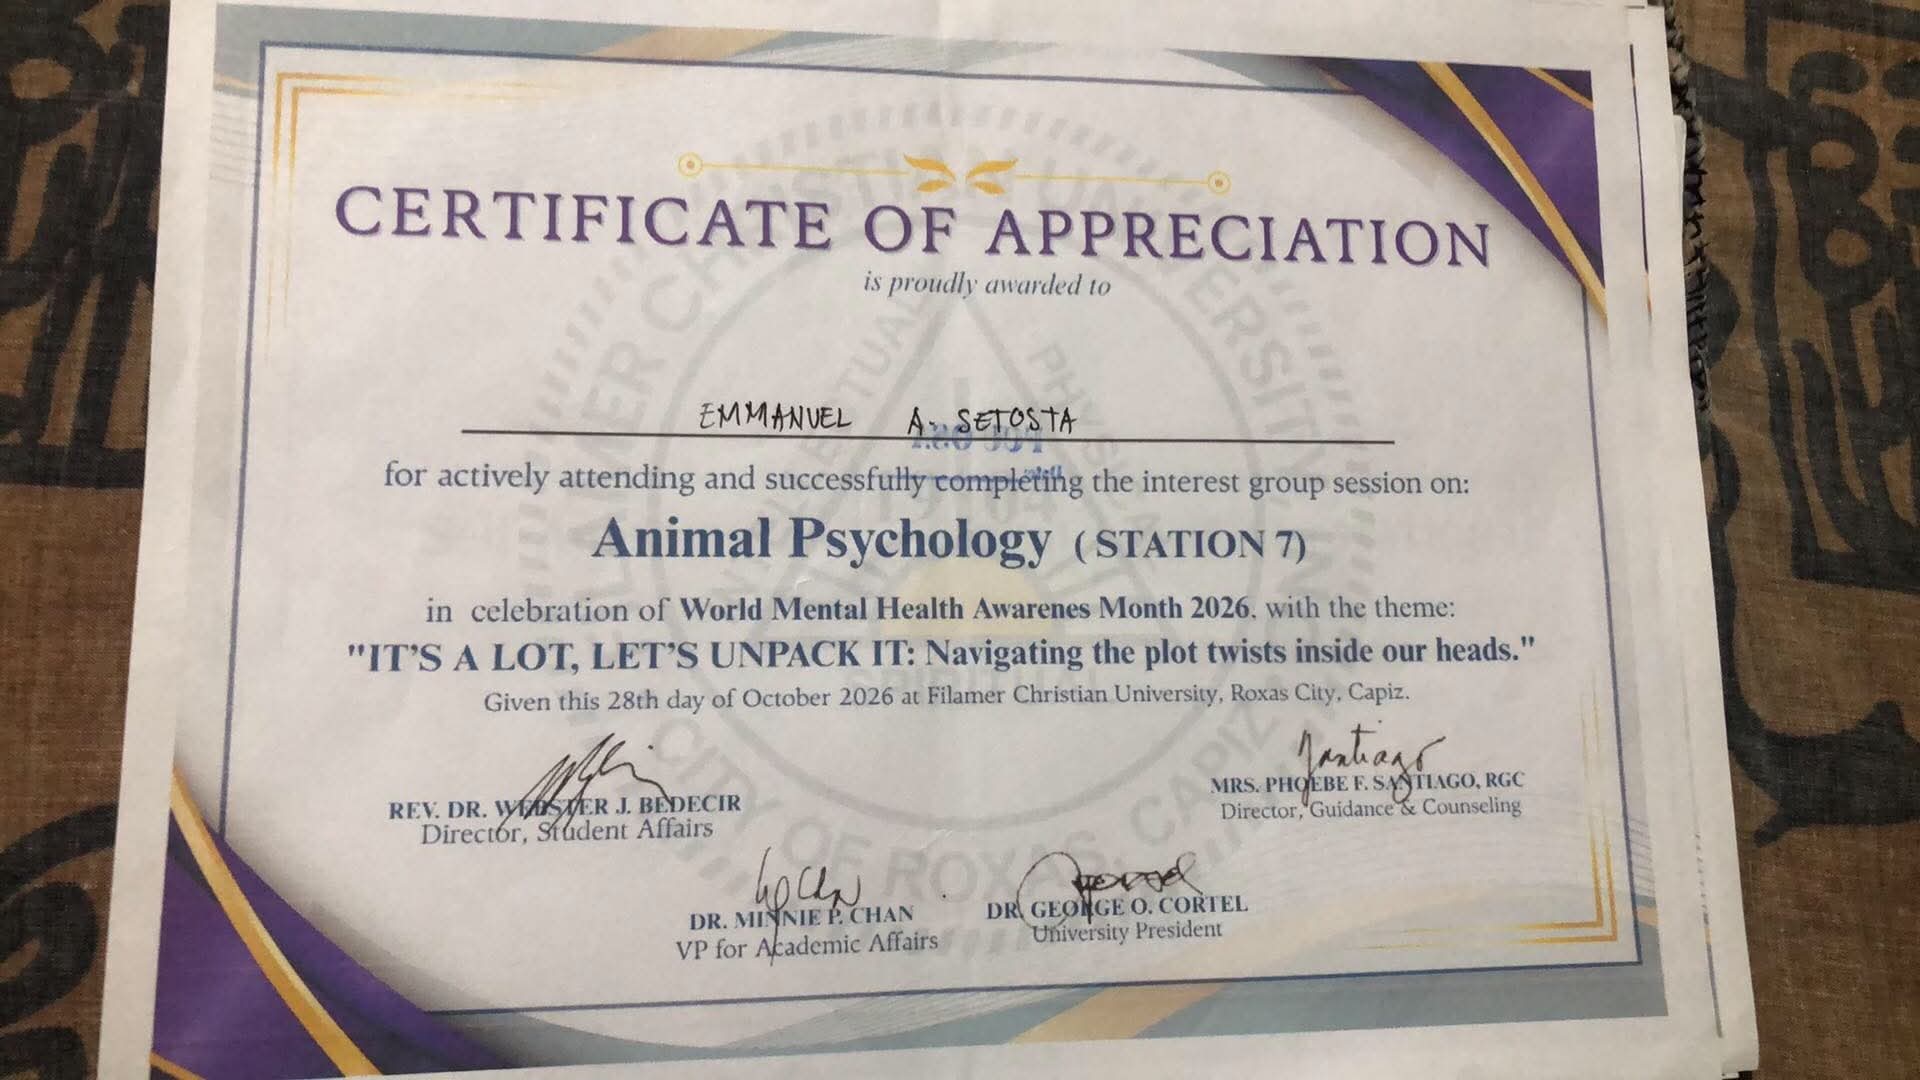 CERTIFICATE OF APPRECIATION
is proudly awarded to
EMMANUEL A. SETOSTA
for actively attending and successfully completing the interest group session on:
Animal Psychology ( STATION 7)
in celebration of World Mental Health Awarenes Month 2026, with the theme:
"IT'S A LOT, LET'S UNPACK IT: Navigating the plot twists inside our heads."
Given this 28th day of October 2026 at Filamer Christian University, Roxas City, Capiz.
REV. DR. WEBSTER J. BEDECIR
Director, Student Affairs
Santiago
MRS. PHOEBE F. SANTIAGO, RGC
Director, Guidance & Counseling
DR. MINNIE P. CHAN
VP for Academic Affairs
DR. GEORGE O. CORTEL
University President